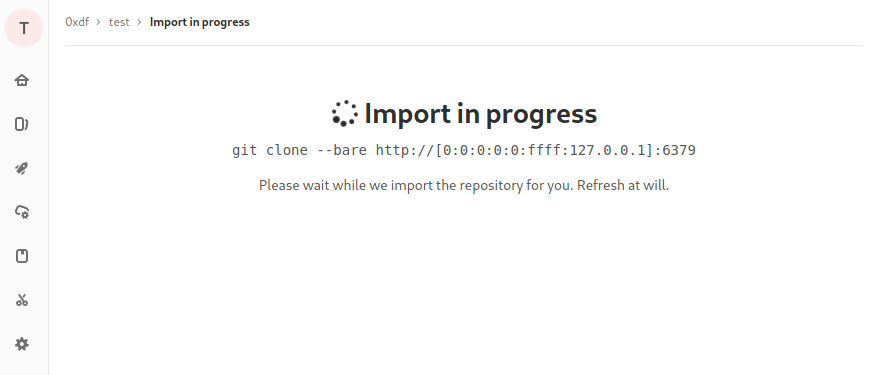 T
0xdf › test › Import in progress
Import in progress
git clone --bare http://[0:0:0:0:0:ffff:127.0.0.1]:6379
Please wait while we import the repository for you. Refresh at will.